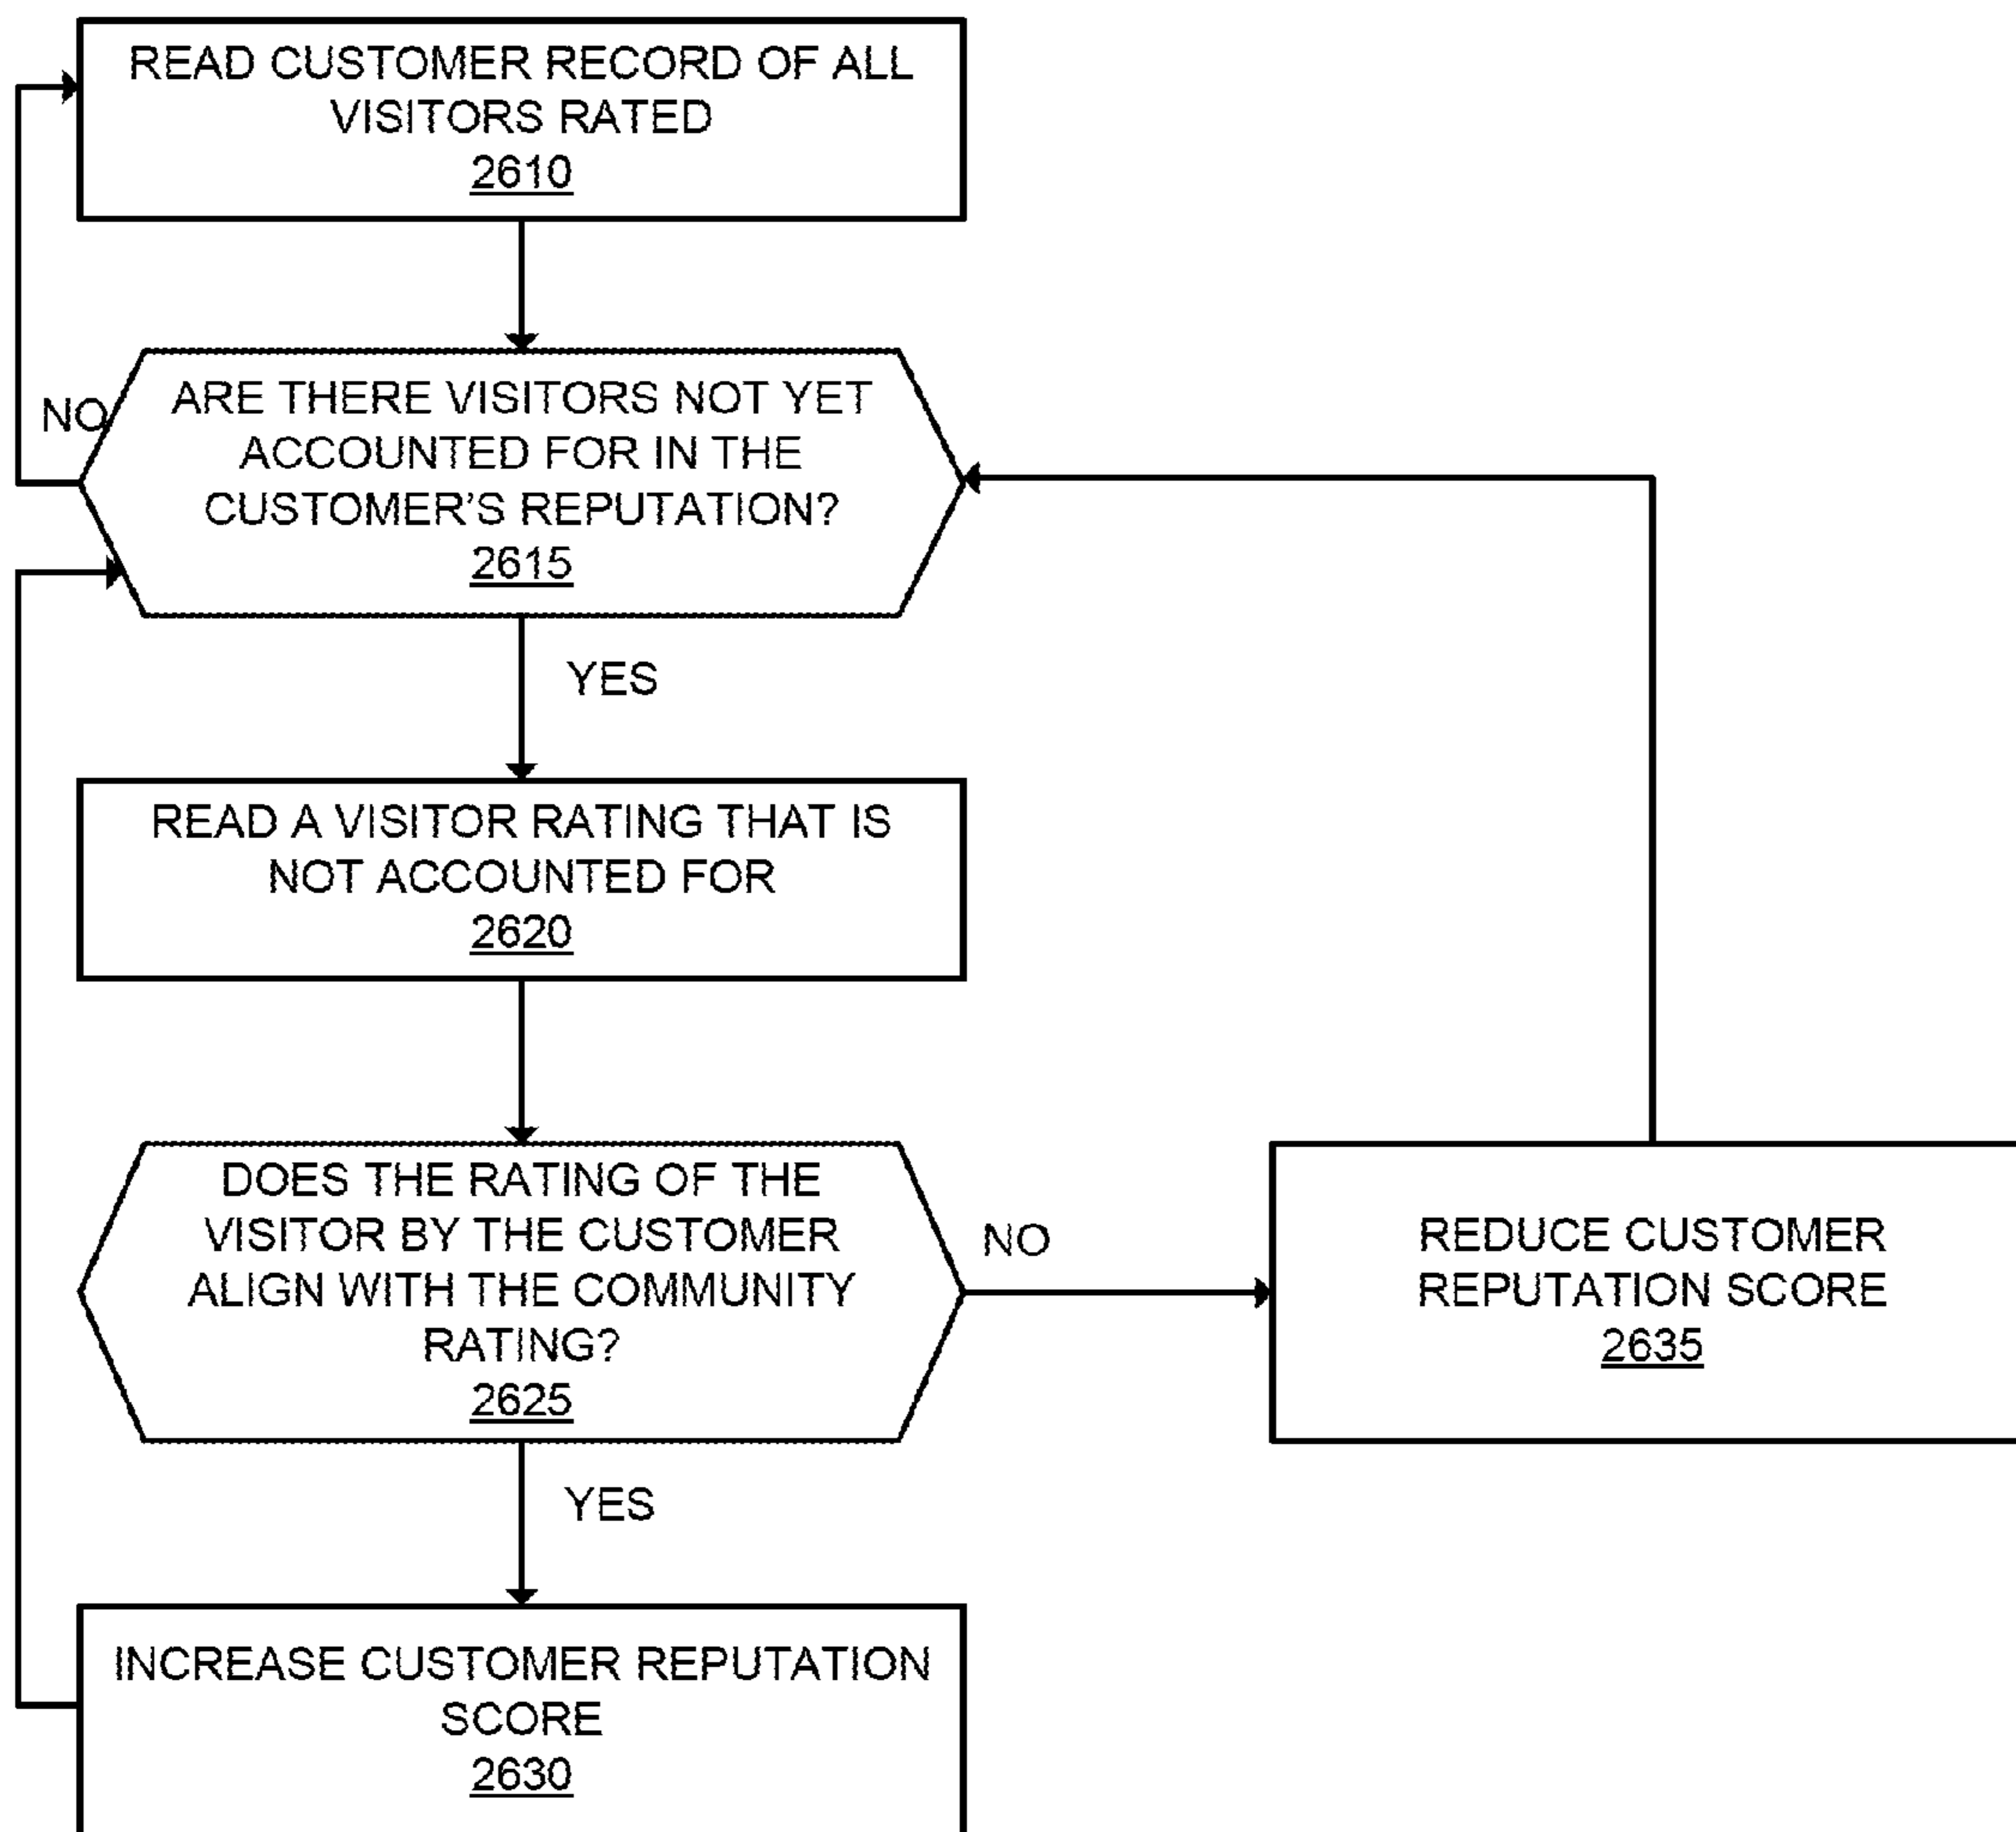 READ CUSTOMER RECORD OF ALL
VISITORS RATED
2610
NO
ARE THERE VISITORS NOT YET
ACCOUNTED FOR IN THE
CUSTOMER'S REPUTATION?
2615
YES
READ A VISITOR RATING THAT IS
NOT ACCOUNTED FOR
2620
DOES THE RATING OF THE
VISITOR BY THE CUSTOMER
ALIGN WITH THE COMMUNITY
RATING?
2625
NO
REDUCE CUSTOMER
REPUTATION SCORE
2635
YES
INCREASE CUSTOMER REPUTATION
SCORE
2630